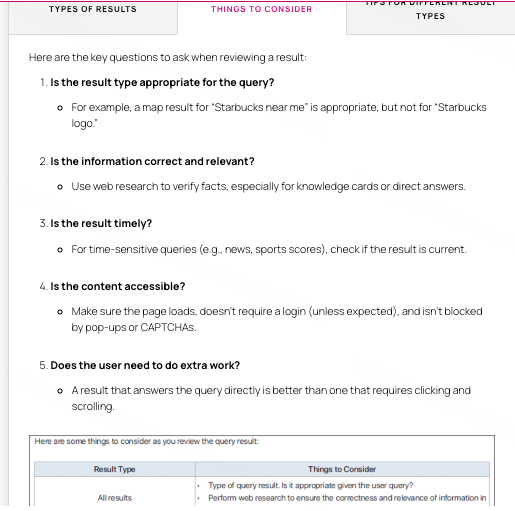 TYPES OF RESULTS
THINGS TO CONSIDER
TIPS FOR DIFFERENT RESULT
TYPES
Here are the key questions to ask when reviewing a result:
1. Is the result type appropriate for the query?
For example, a map result for “Starbucks near me” is appropriate, but not for “Starbucks
logo.”
2. Is the information correct and relevant?
Use web research to verify facts, especially for knowledge cards or direct answers.
3. Is the result timely?
For time-sensitive queries (e.g., news, sports scores), check if the result is current.
4. Is the content accessible?
Make sure the page loads, doesn’t require a login (unless expected), and isn’t blocked
by pop-ups or CAPTCHAs.
5. Does the user need to do extra work?
A result that answers the query directly is better than one that requires clicking and
scrolling.
Here are some things to consider as you review the query result:
Result Type
Things to Consider
All results
• Type of query result. Is it appropriate given the user query?
• Perform web research to ensure the correctness and relevance of information in